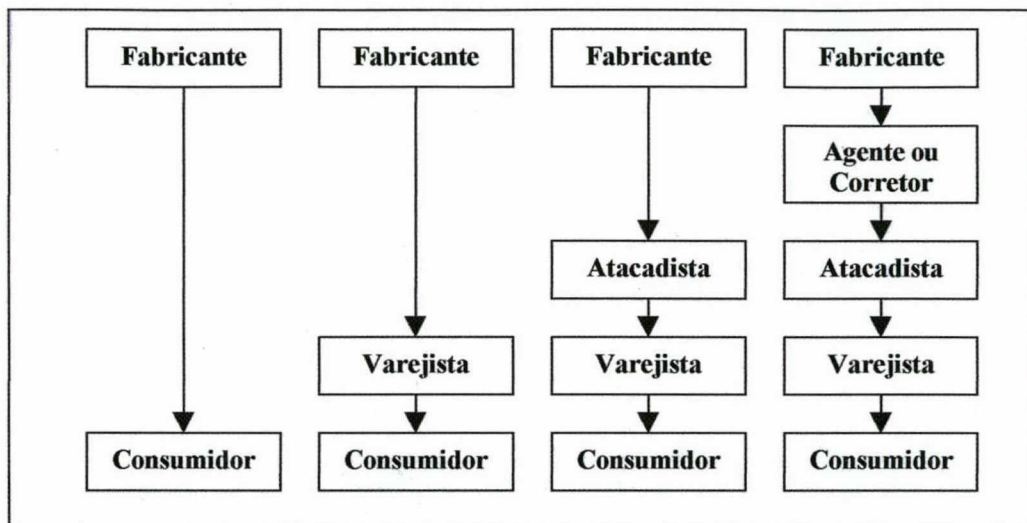 Fabricante
Fabricante
Fabricante
Fabricante
Agente ou
Corretor
Atacadista
Atacadista
Varejista
Varejista
Varejista
Consumidor
Consumidor
Consumidor
Consumidor